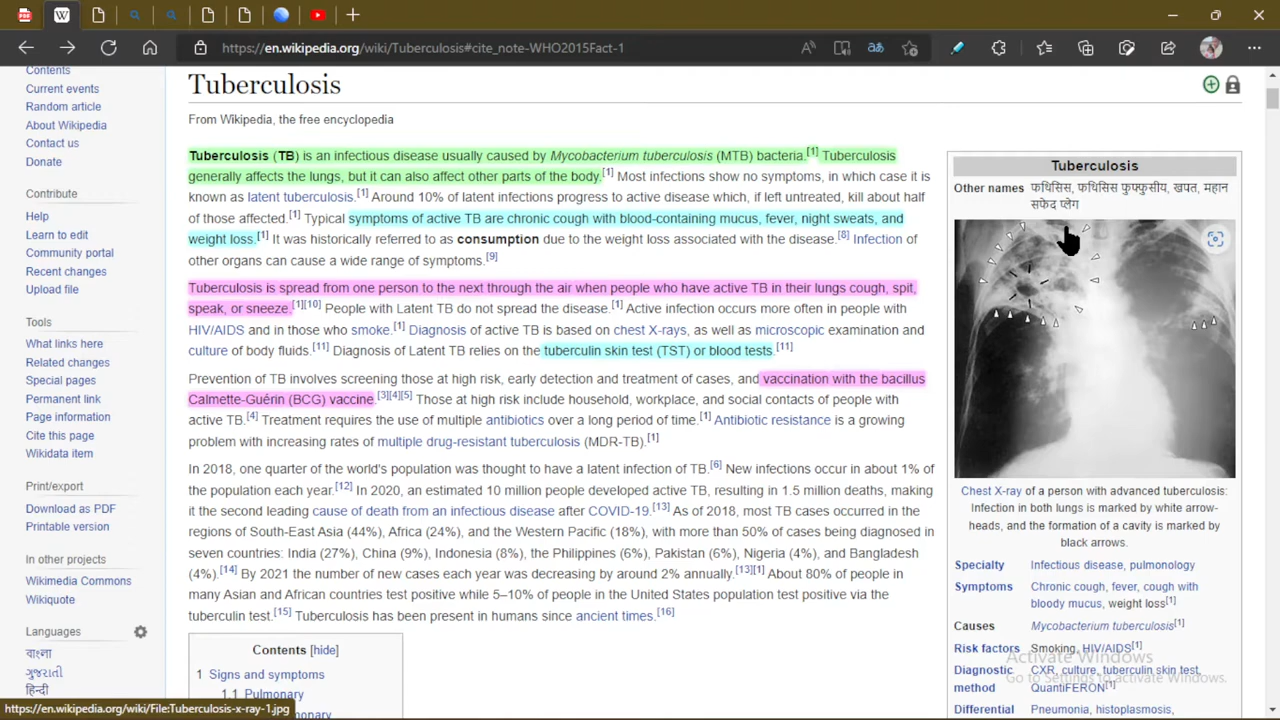 https://en.wikipedia.org/wiki/Tuberculosis#cite_note-WHO2015Fact-1
Contents
Current events
Random article
About Wikipedia
Contact us
Donate
Contribute
Help
Learn to edit
Community portal
Recent changes
Upload file
Tools
What links here
Related changes
Special pages
Permanent link
Page information
Cite this page
Wikidata item
Print/export
Download as PDF
Printable version
In other projects
Wikimedia Commons
Wikiquote
Languages
বাংলা
ગુજરાતી
हिन्दी
Tuberculosis
From Wikipedia, the free encyclopedia
Tuberculosis (TB) is an infectious disease usually caused by Mycobacterium tuberculosis (MTB) bacteria.[1] Tuberculosis
generally affects the lungs, but it can also affect other parts of the body.[1] Most infections show no symptoms, in which case it is
known as latent tuberculosis.[1] Around 10% of latent infections progress to active disease which, if left untreated, kill about half
of those affected.[1] Typical symptoms of active TB are chronic cough with blood-containing mucus, fever, night sweats, and
weight loss.[1] It was historically referred to as consumption due to the weight loss associated with the disease.[8] Infection of
other organs can cause a wide range of symptoms.[9]
Tuberculosis is spread from one person to the next through the air when people who have active TB in their lungs cough, spit,
speak, or sneeze.[1][10] People with Latent TB do not spread the disease.[1] Active infection occurs more often in people with
HIV/AIDS and in those who smoke.[1] Diagnosis of active TB is based on chest X-rays, as well as microscopic examination and
culture of body fluids.[11] Diagnosis of Latent TB relies on the tuberculin skin test (TST) or blood tests.[11]
Prevention of TB involves screening those at high risk, early detection and treatment of cases, and vaccination with the bacillus
Calmette-Guérin (BCG) vaccine.[3][4][5] Those at high risk include household, workplace, and social contacts of people with
active TB.[4] Treatment requires the use of multiple antibiotics over a long period of time.[1] Antibiotic resistance is a growing
problem with increasing rates of multiple drug-resistant tuberculosis (MDR-TB).[1]
In 2018, one quarter of the world's population was thought to have a latent infection of TB.[6] New infections occur in about 1% of
the population each year.[12] In 2020, an estimated 10 million people developed active TB, resulting in 1.5 million deaths, making
it the second leading cause of death from an infectious disease after COVID-19.[13] As of 2018, most TB cases occurred in the
regions of South-East Asia (44%), Africa (24%), and the Western Pacific (18%), with more than 50% of cases being diagnosed in
seven countries: India (27%), China (9%), Indonesia (8%), the Philippines (6%), Pakistan (6%), Nigeria (4%), and Bangladesh
(4%).[14] By 2021 the number of new cases each year was decreasing by around 2% annually.[13][1] About 80% of people in
many Asian and African countries test positive while 5–10% of people in the United States population test positive via the
tuberculin test.[15] Tuberculosis has been present in humans since ancient times.[16]
Contents [hide]
1 Signs and symptoms
1.1 Pulmonary
Tuberculosis
Other names फथिसिस, फथिसिस फुफ्फुसीय, खपत, महान
सफेद प्लेग
Chest X-ray of a person with advanced tuberculosis:
Infection in both lungs is marked by white arrow-
heads, and the formation of a cavity is marked by
black arrows.
Specialty Infectious disease, pulmonology
Symptoms Chronic cough, fever, cough with
bloody mucus, weight loss[1]
Causes Mycobacterium tuberculosis[1]
Risk factors Smoking, HIV/AIDS[1]
Diagnostic CXR, culture, tuberculin skin test,
method QuantiFERON[1]
Differential Pneumonia, histoplasmosis,
Activate Windows
Go to Settings to activate Windows.
https://en.wikipedia.org/wiki/File:Tuberculosis-x-ray-1.jpg